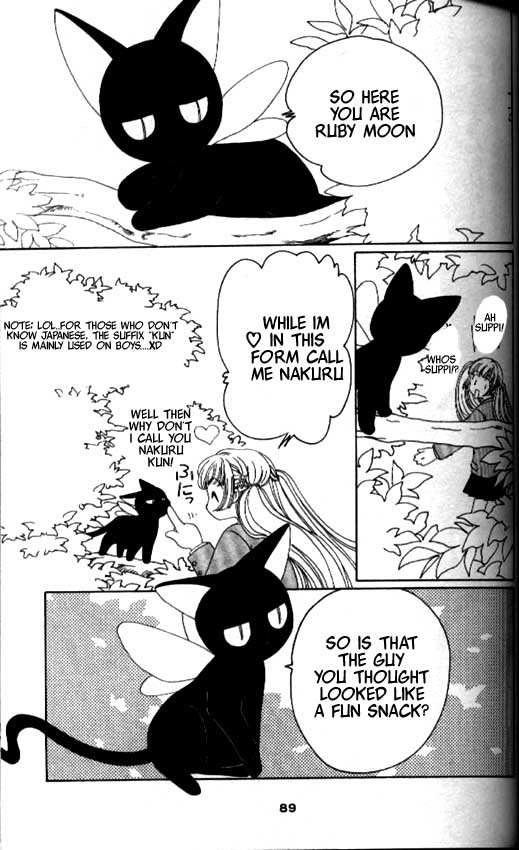 SO HERE
YOU ARE
RUBY MOON
AH
SUPPI!
WHOS
SUPPI!?
WHILE IM
♡ IN THIS
FORM CALL
ME NAKURU
NOTE: LOL..FOR THOSE WHO DON'T
KNOW JAPANESE. THE SUFFIX "KUN"
IS MAINLY USED ON BOYS...XD
WELL THEN
WHY DON'T
I CALL YOU
NAKURU
KUN!
ぷに
SO IS THAT
THE GUY
YOU THOUGHT
LOOKED LIKE
A FUN SNACK?
89